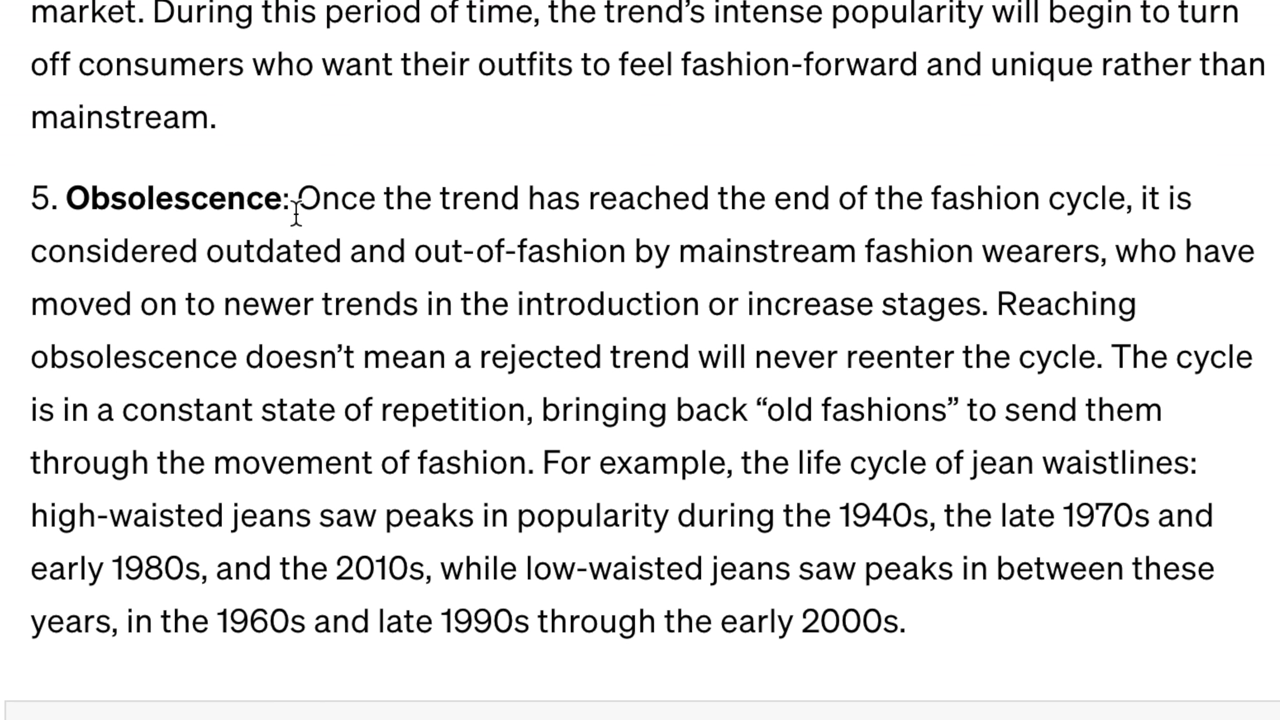 market. During this period of time, the trend’s intense popularity will begin to turn
off consumers who want their outfits to feel fashion-forward and unique rather than
mainstream.
5. Obsolescence: Once the trend has reached the end of the fashion cycle, it is
considered outdated and out-of-fashion by mainstream fashion wearers, who have
moved on to newer trends in the introduction or increase stages. Reaching
obsolescence doesn’t mean a rejected trend will never reenter the cycle. The cycle
is in a constant state of repetition, bringing back “old fashions” to send them
through the movement of fashion. For example, the life cycle of jean waistlines:
high-waisted jeans saw peaks in popularity during the 1940s, the late 1970s and
early 1980s, and the 2010s, while low-waisted jeans saw peaks in between these
years, in the 1960s and late 1990s through the early 2000s.